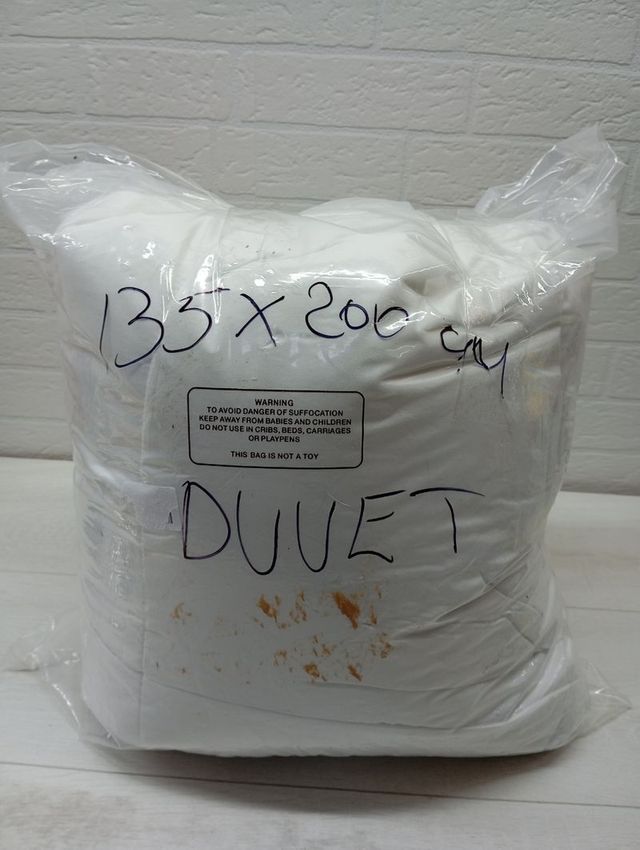 135 X 200 cm
WARNING
TO AVOID DANGER OF SUFFOCATION
KEEP AWAY FROM BABIES AND CHILDREN
DO NOT USE IN CRIBS, BEDS, CARRIAGES
OR PLAYPENS
THIS BAG IS NOT A TOY
DUVET